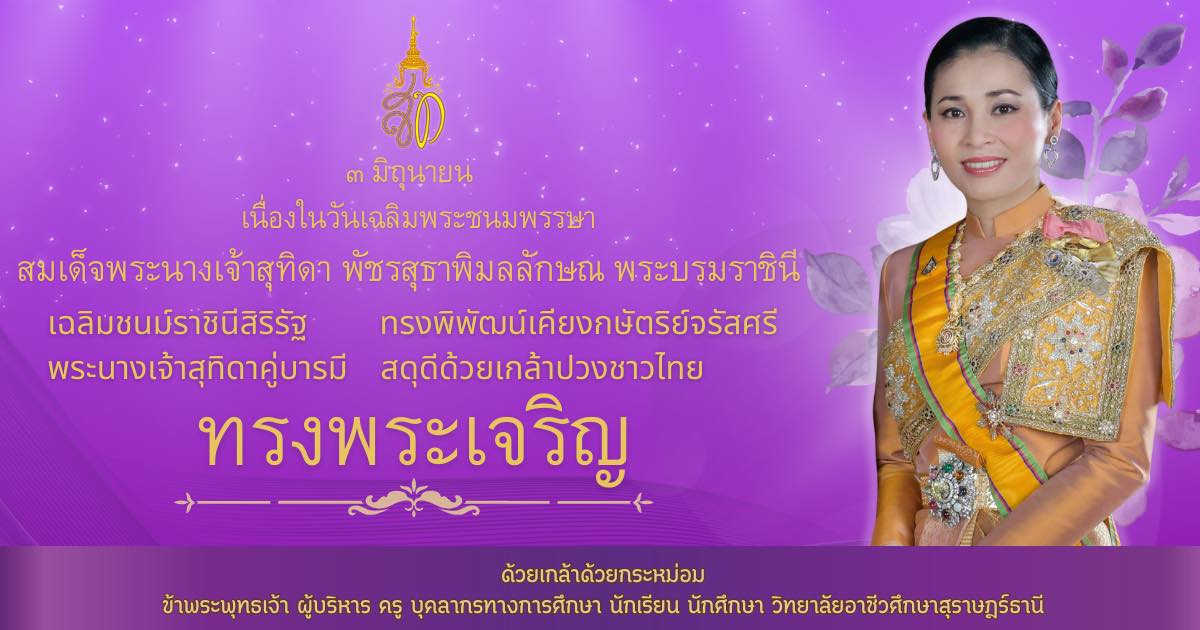 สท
๓ มิถุนายน
เนื่องในวันเฉลิมพระชนมพรรษา
สมเด็จพระนางเจ้าสุทิดา พัชรสุธาพิมลลักษณ พระบรมราชินี
เฉลิมชนม์ราชินีสิริรัฐ ทรงพิพัฒน์เคียงกษัตริย์จรัสศรี
พระนางเจ้าสุทิดาคู่บารมี สดุดีด้วยเกล้าปวงชาวไทย
ทรงพระเจริญ
ด้วยเกล้าด้วยกระหม่อม
ข้าพระพุทธเจ้า ผู้บริหาร ครู บุคลากรทางการศึกษา นักเรียน นักศึกษา วิทยาลัยอาชีวศึกษาสุราษฎร์ธานี